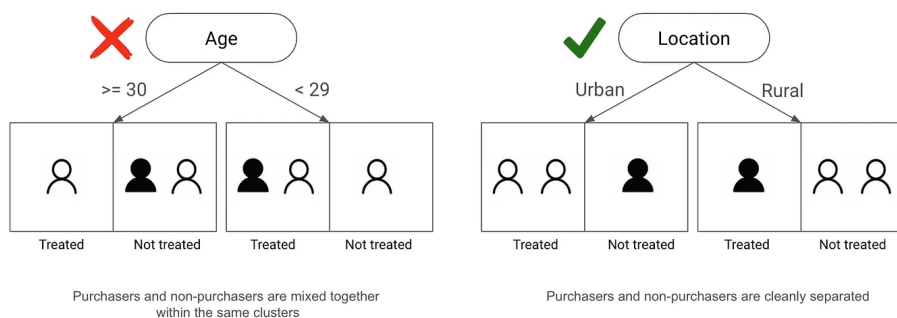 Age
Location
>= 30
< 29
Urban
Rural
Treated
Not treated
Treated
Not treated
Treated
Not treated
Treated
Not treated
Purchasers and non-purchasers are mixed together
within the same clusters
Purchasers and non-purchasers are cleanly separated